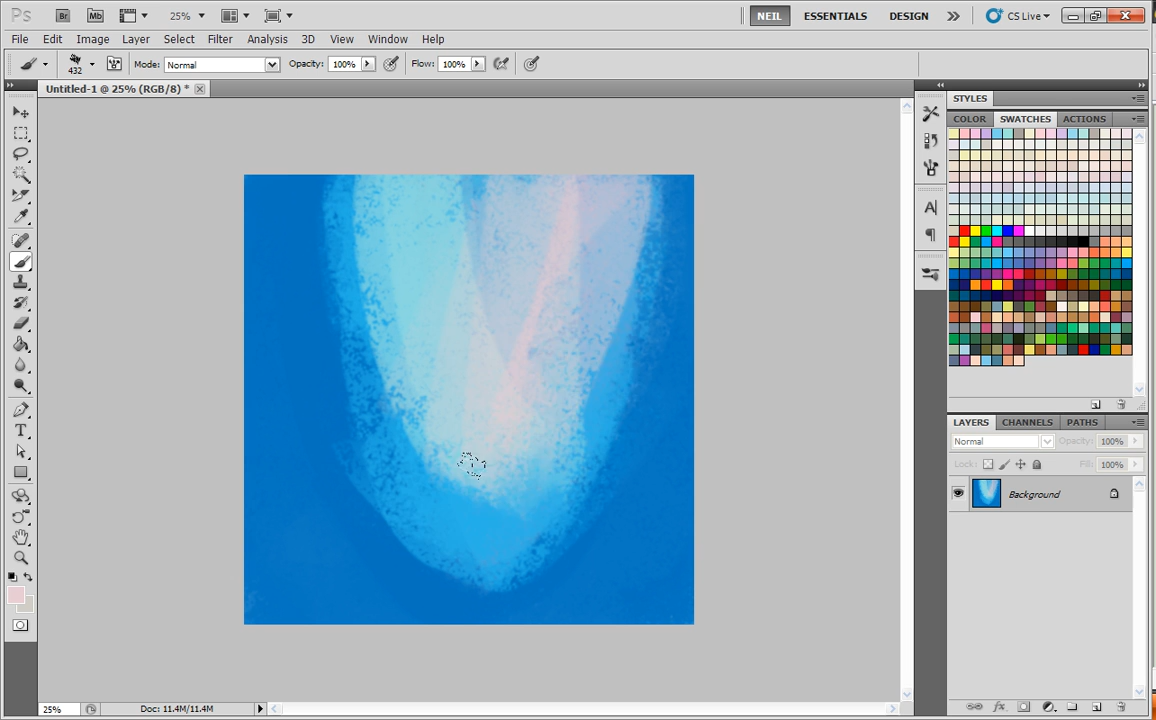 Ps Br Mb 25% NEIL ESSENTIALS DESIGN CS Live
File Edit Image Layer Select Filter Analysis 3D View Window Help
432 Mode: Normal Opacity: 100% Flow: 100%
Untitled-1 @ 25% (RGB/8) *
STYLES
COLOR SWATCHES ACTIONS
LAYERS CHANNELS PATHS
Normal Opacity: 100%
Lock: Fill: 100%
Background
25% Doc: 11.4M/11.4M